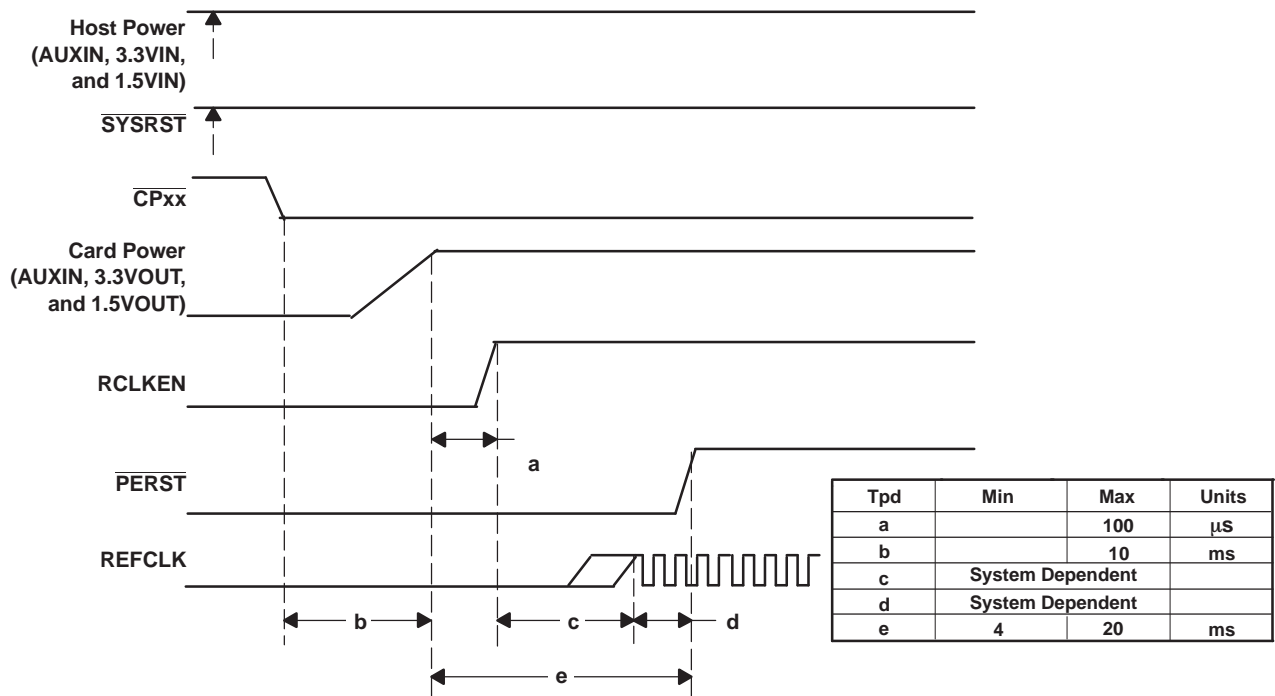 Host Power
(AUXIN, 3.3VIN,
and 1.5VIN)
SYSRST
CPxx
Card Power
(AUXIN, 3.3VOUT,
and 1.5VOUT)
RCLKEN
a
PERST
REFCLK
b
c
d
e
Tpd Min Max Units
a 100 μs
b 10 ms
c System Dependent
d System Dependent
e 4 20 ms